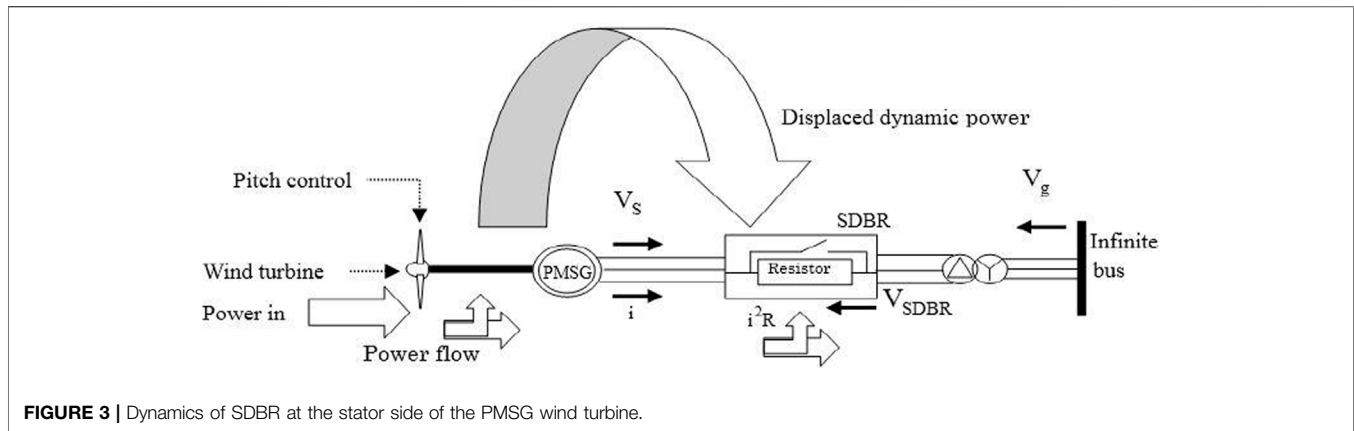 Displaced dynamic power
Pitch control
V_S
V_g
SDBR
Infinite
bus
Wind turbine
PMSG
Resistor
Power in
i
i²R
V_SDBR
Power flow
FIGURE 3 | Dynamics of SDBR at the stator side of the PMSG wind turbine.